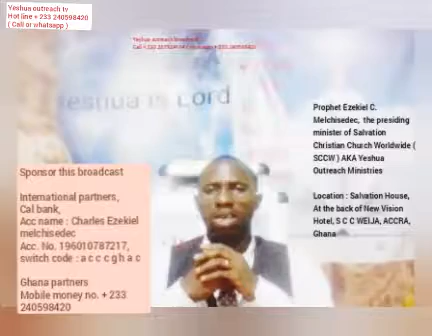 Yeshua outreach tv
Hot line + 233 240598420
( Call or whatsapp )
Yeshua is Lord
Prophet Ezekiel C.
Melchisedec, the presiding
minister of Salvation
Christian Church Worldwide (
SCCW ) AKA Yeshua
Outreach Ministries
Location : Salvation House,
At the back of New Vision
Hotel, S C C WEIJA, ACCRA,
Ghana
Sponsor this broadcast
International partners,
Cal bank,
Acc name : Charles Ezekiel
melchisedec
Acc. No. 196010787217,
switch code : a c c c g h a c
Ghana partners
Mobile money no. + 233
240598420